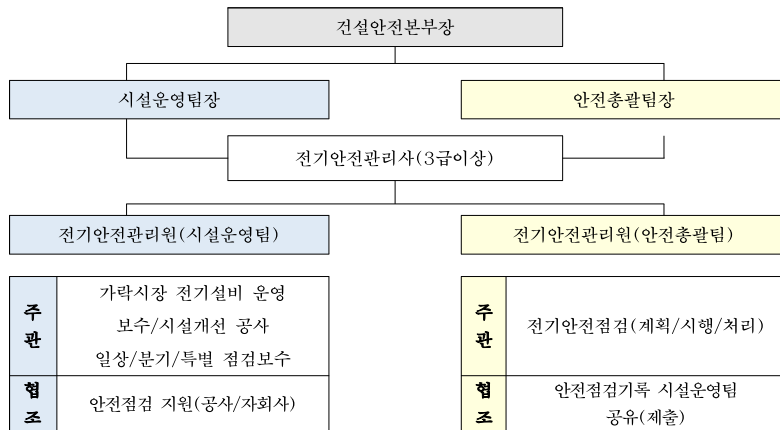 건설안전본부장
시설운영팀장
안전총괄팀장
전기안전관리사(3급이상)
전기안전관리원(시설운영팀)
전기안전관리원(안전총괄팀)
주관
가락시장 전기설비 운영
보수/시설개선 공사
일상/분기/특별 점검보수
협조
안전점검 지원(공사/자회사)
주관
전기안전점검(계획/시행/처리)
협조
안전점검기록 시설운영팀
공유(제출)